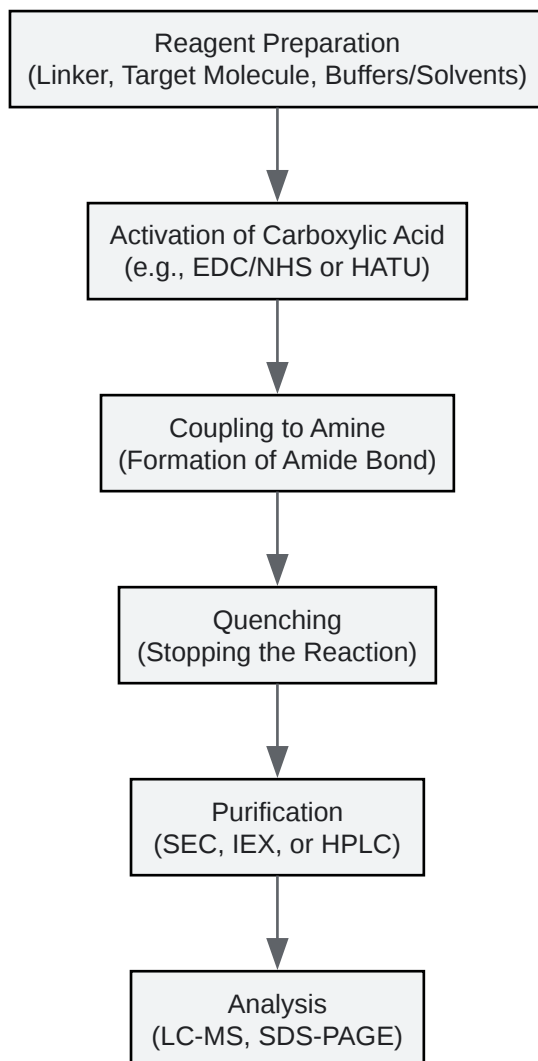 Reagent Preparation
(Linker, Target Molecule, Buffers/Solvents)
Activation of Carboxylic Acid
(e.g., EDC/NHS or HATU)
Coupling to Amine
(Formation of Amide Bond)
Quenching
(Stopping the Reaction)
Purification
(SEC, IEX, or HPLC)
Analysis
(LC-MS, SDS-PAGE)